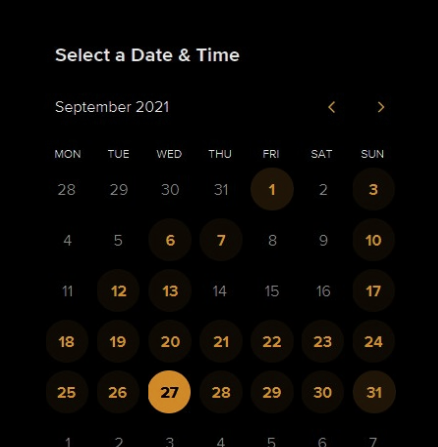 Select a Date & Time
September 2021
MON TUE WED THU FRI SAT SUN
28 29 30 31 1 2 3
4 5 6 7 8 9 10
11 12 13 14 15 16 17
18 19 20 21 22 23 24
25 26 27 28 29 30 31
1 2 3 4 5 6 7